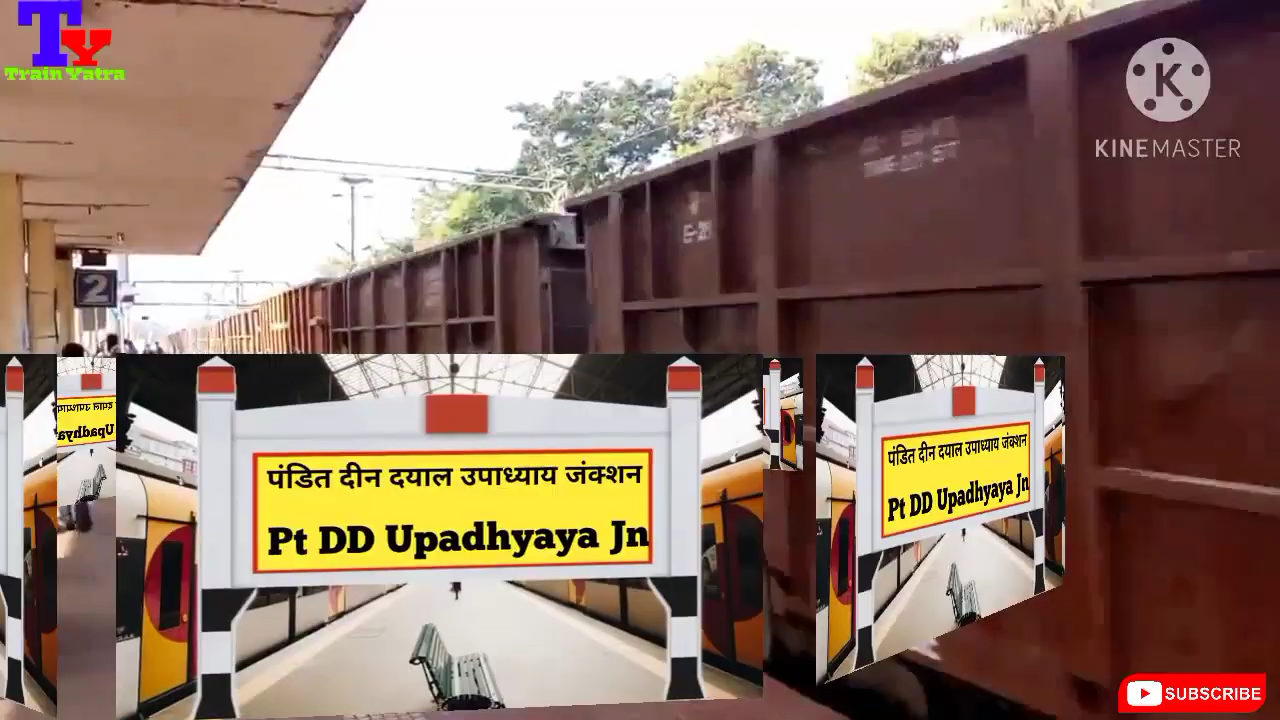 Ty
Train Yatra
K
KINEMASTER
2
पंडित दीन दयाल उपाध्याय जंक्शन
Pt DD Upadhyaya Jn
पंडित दीन दयाल उपाध्याय जंक्शन
Pt DD Upadhyaya Jn
Upadhya
SUBSCRIBE